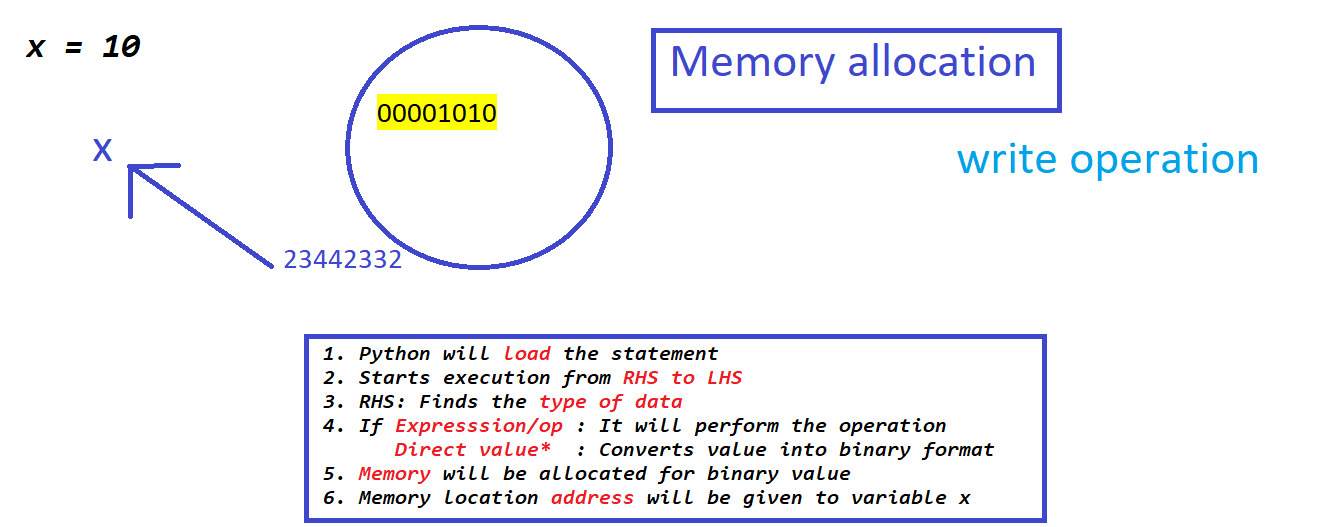 x = 10
Memory allocation
00001010
X
write operation
23442332
1. Python will load the statement
2. Starts execution from RHS to LHS
3. RHS: Finds the type of data
4. If Expresssion/op : It will perform the operation
Direct value* : Converts value into binary format
5. Memory will be allocated for binary value
6. Memory location address will be given to variable x